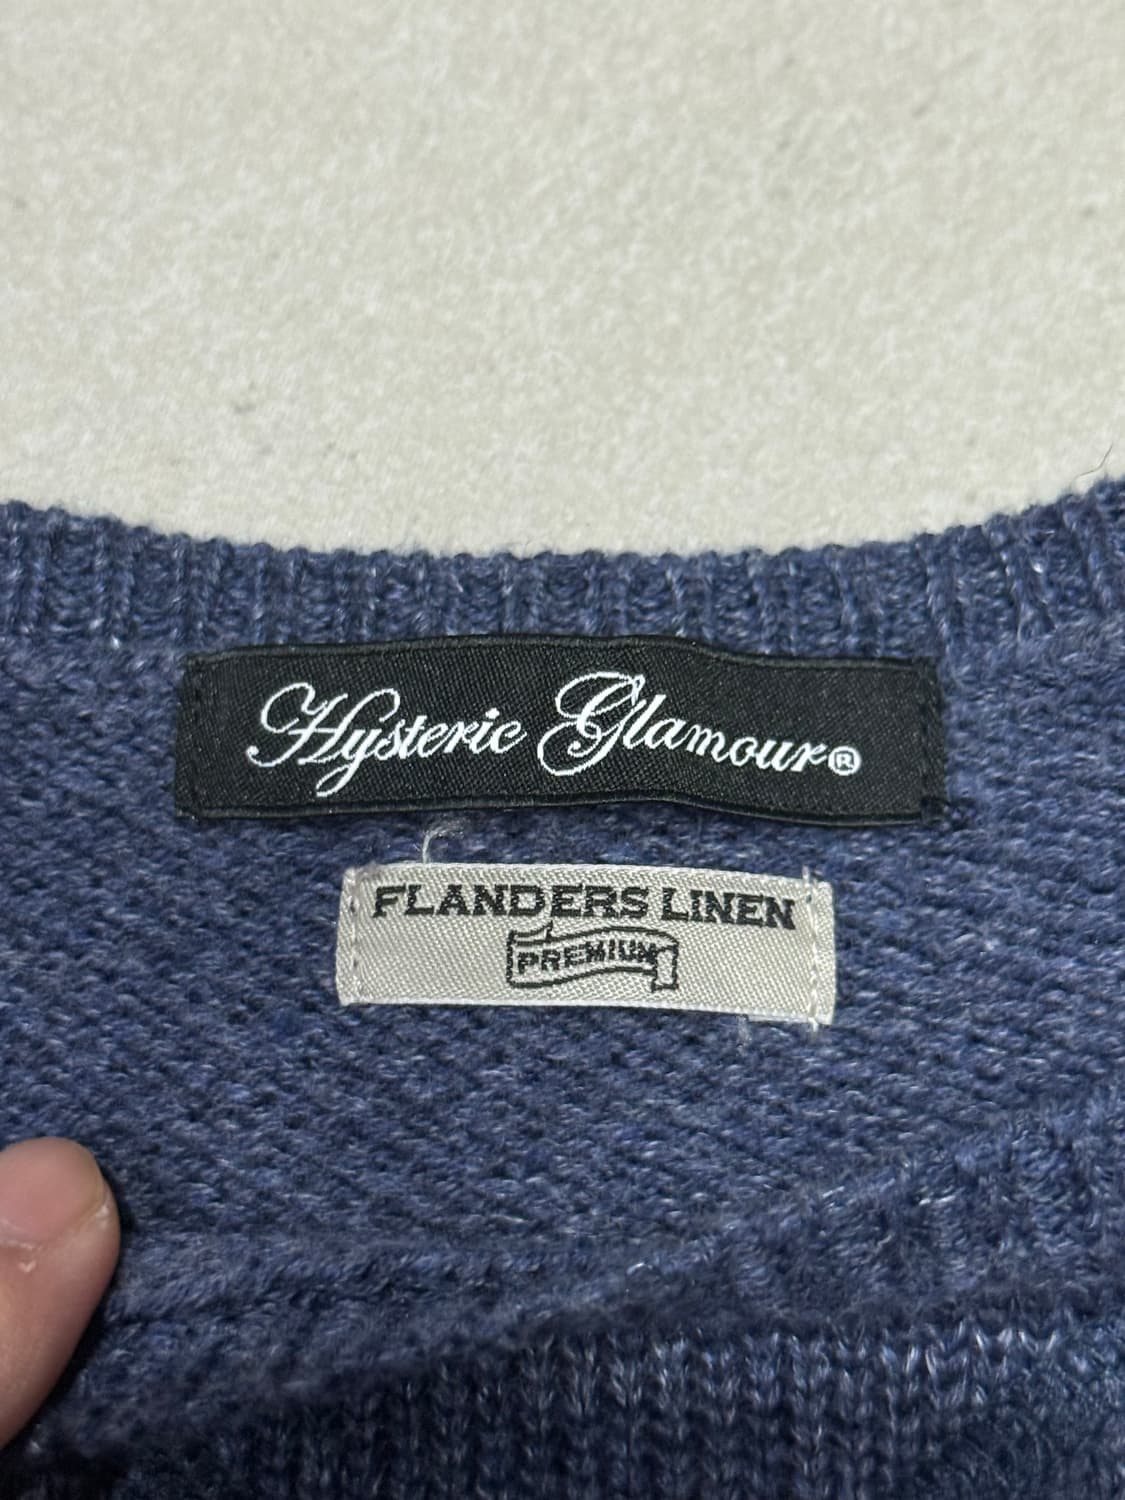 Hysteric Glamour®
FLANDERS LINEN
PREMIUM